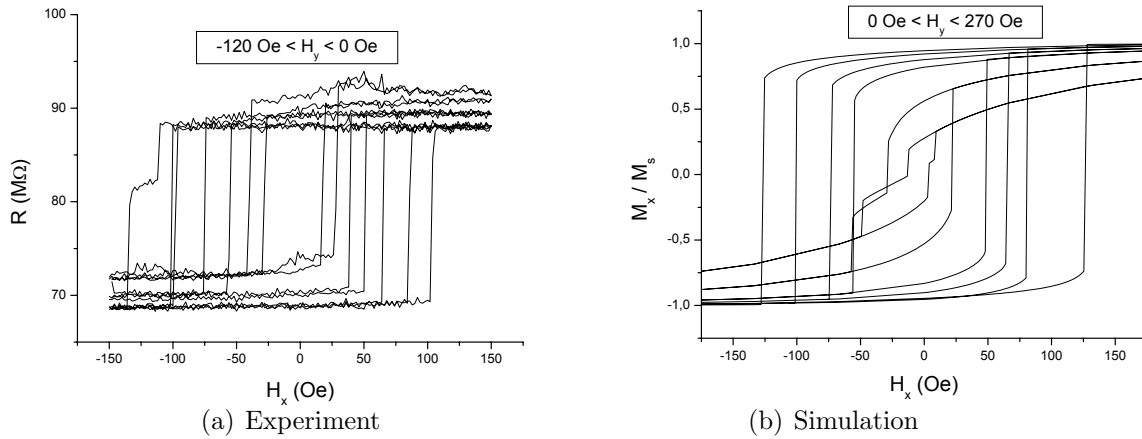 -120 Oe < H_y < 0 Oe
100
90
80
70
R (MΩ)
-150 -100 -50 0 50 100 150
H_x (Oe)
(a) Experiment
0 Oe < H_y < 270 Oe
1,0
0,5
0,0
-0,5
-1,0
M_x / M_s
-150 -100 -50 0 50 100 150
H_x (Oe)
(b) Simulation